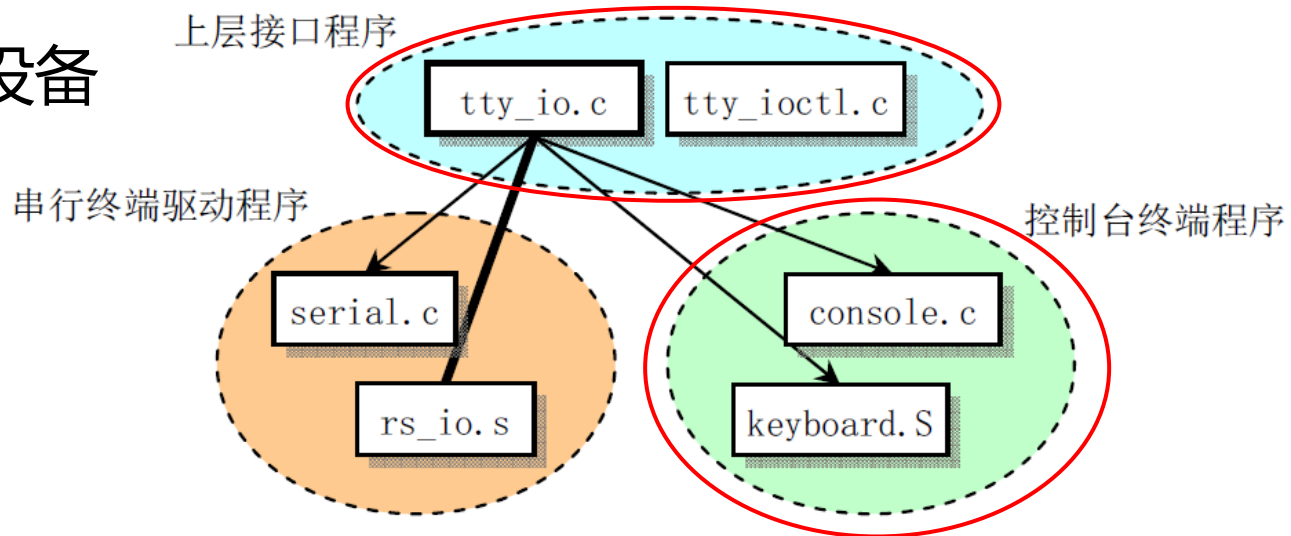 上层接口程序
设备
tty_io.c
tty_ioctl.c
串行终端驱动程序
控制台终端程序
serial.c
console.c
rs_io.s
keyboard.S